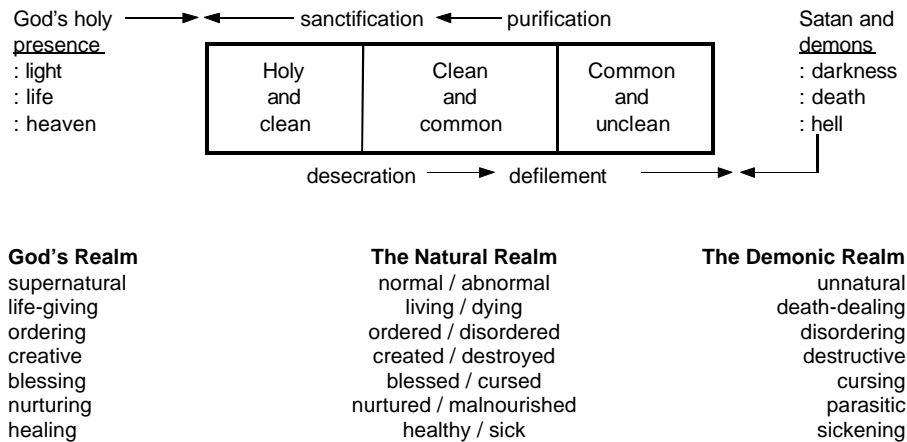 God's holy sanctification purification Satan and
presence demons
: light Holy Clean Common : darkness
: life and and and : death
: heaven clean common unclean : hell
desecration defilement
God's Realm The Natural Realm The Demonic Realm
supernatural normal / abnormal unnatural
life-giving living / dying death-dealing
ordering ordered / disordered disordering
creative created / destroyed destructive
blessing blessed / cursed cursing
nurturing nurtured / malnourished parasitic
healing healthy / sick sickening